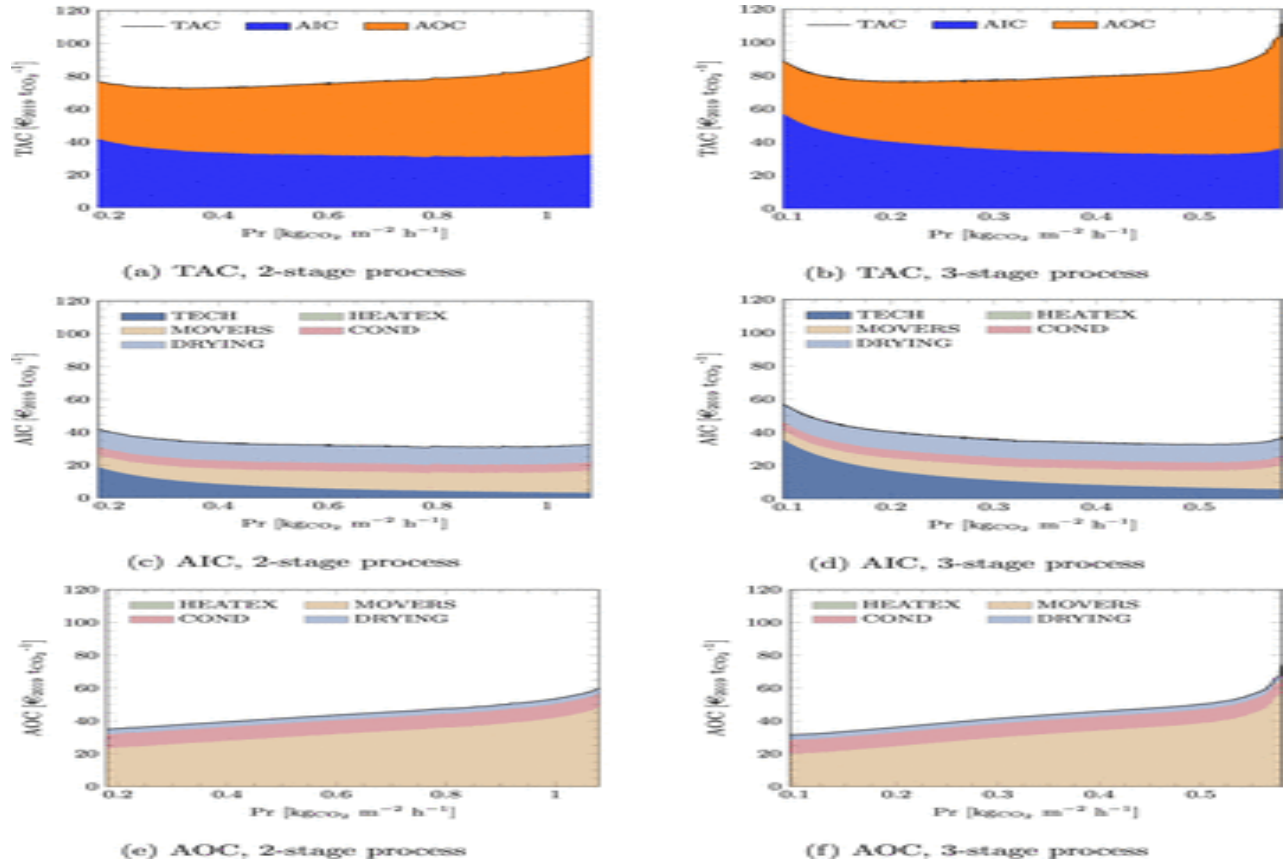 TAC AIC AOC
TAC [€2019 tCO2-1]
120
100
80
60
40
20
0
0.2 0.4 0.6 0.8 1
Pr [kgCO2 m−2 h−1]
(a) TAC, 2-stage process
TAC AIC AOC
TAC [€2019 tCO2-1]
120
100
80
60
40
20
0
0.1 0.2 0.3 0.4 0.5
Pr [kgCO2 m−2 h−1]
(b) TAC, 3-stage process
TECH HEATEX
MOVERS COND
DRYING
AIC [€2019 tCO2-1]
120
100
80
60
40
20
0
0.2 0.4 0.6 0.8 1
Pr [kgCO2 m−2 h−1]
(c) AIC, 2-stage process
TECH HEATEX
MOVERS COND
DRYING
AIC [€2019 tCO2-1]
120
100
80
60
40
20
0
0.1 0.2 0.3 0.4 0.5
Pr [kgCO2 m−2 h−1]
(d) AIC, 3-stage process
HEATEX MOVERS
COND DRYING
AOC [€2019 tCO2-1]
120
100
80
60
40
20
0
0.2 0.4 0.6 0.8 1
Pr [kgCO2 m−2 h−1]
(e) AOC, 2-stage process
HEATEX MOVERS
COND DRYING
AOC [€2019 tCO2-1]
120
100
80
60
40
20
0
0.1 0.2 0.3 0.4 0.5
Pr [kgCO2 m−2 h−1]
(f) AOC, 3-stage process